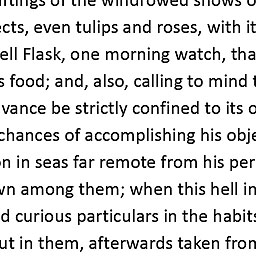 rtings of the windrowed snows o
ects, even tulips and roses, with it
ell Flask, one morning watch, tha
s food; and, also, calling to mind t
vance be strictly confined to its o
chances of accomplishing his obje
on in seas far remote from his per
wn among them; when this hell in
d curious particulars in the habits
ut in them, afterwards taken from